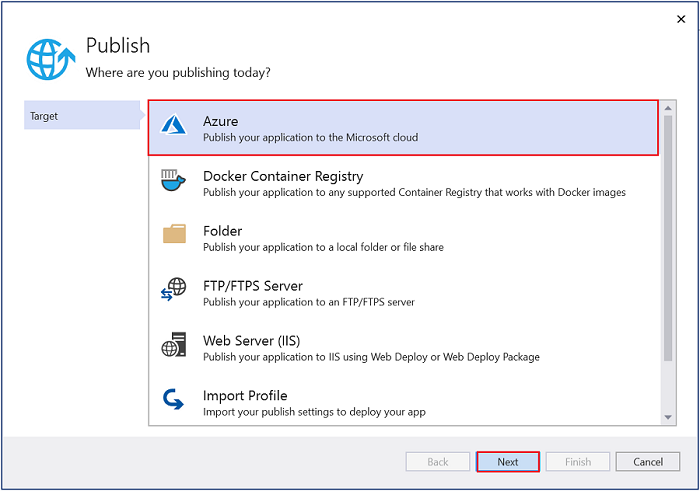 Publish
Where are you publishing today?
Target
Azure
Publish your application to the Microsoft cloud
Docker Container Registry
Publish your application to any supported Container Registry that works with Docker images
Folder
Publish your application to a local folder or file share
FTP/FTPS Server
Publish your application to an FTP/FTPS server
Web Server (IIS)
Publish your application to IIS using Web Deploy or Web Deploy Package
Import Profile
Import your publish settings to deploy your app
Back
Next
Finish
Cancel